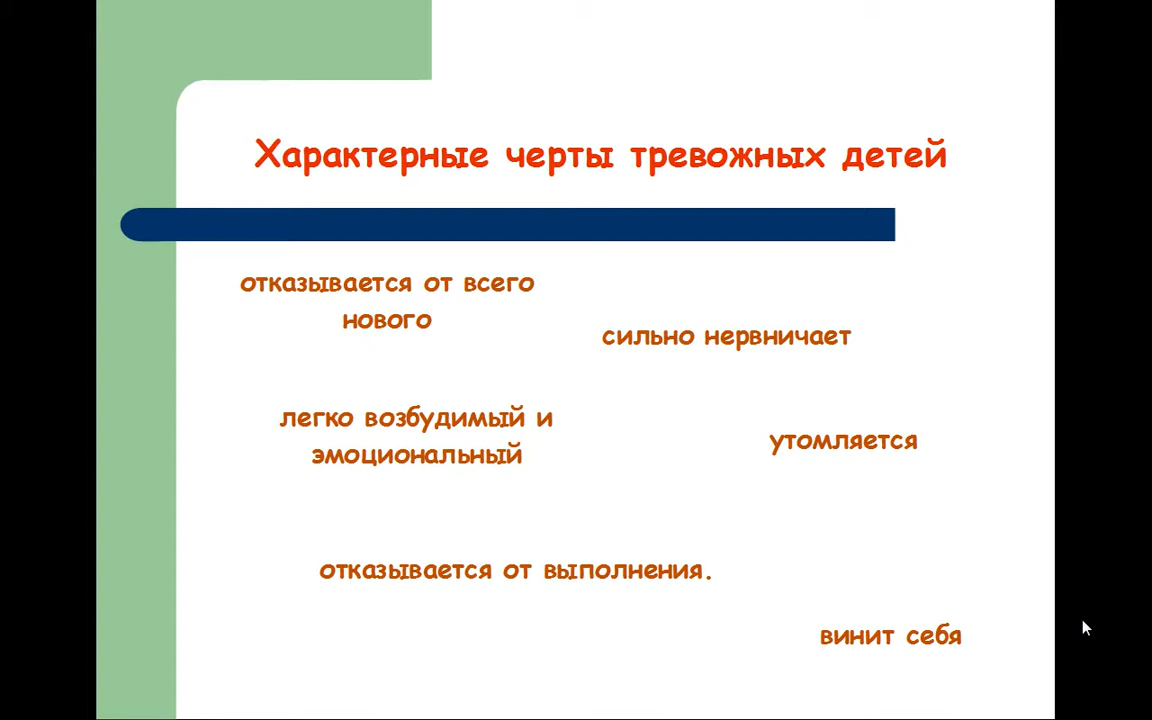 Характерные черты тревожных детей
отказывается от всего
нового
сильно нервничает
легко возбудимый и
эмоциональный
утомляется
отказывается от выполнения.
винит себя